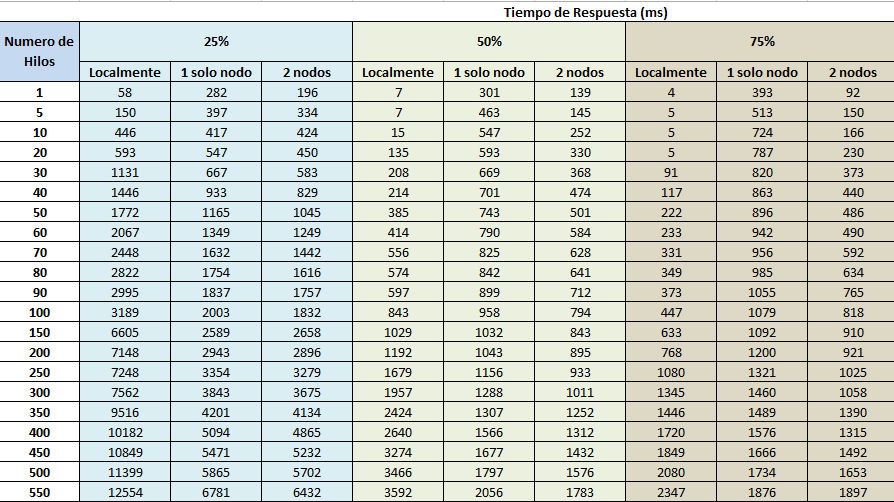 Tiempo de Respuesta (ms)
Numero de Hilos 25% 50% 75%
Localmente 1 solo nodo 2 nodos Localmente 1 solo nodo 2 nodos Localmente 1 solo nodo 2 nodos
1 58 282 196 7 301 139 4 393 92
5 150 397 334 7 463 145 5 513 150
10 446 417 424 15 547 252 5 724 166
20 593 547 450 135 593 330 5 787 230
30 1131 667 583 208 669 368 91 820 373
40 1446 933 829 214 701 474 117 863 440
50 1772 1165 1045 385 743 501 222 896 486
60 2067 1349 1249 414 790 584 233 942 490
70 2448 1632 1442 556 825 628 331 956 592
80 2822 1754 1616 574 842 641 349 985 634
90 2995 1837 1757 597 899 712 373 1055 765
100 3189 2003 1832 843 958 794 447 1079 818
150 6605 2589 2658 1029 1032 843 633 1092 910
200 7148 2943 2896 1192 1043 895 768 1200 921
250 7248 3354 3279 1679 1156 933 1080 1321 1025
300 7562 3843 3675 1957 1288 1011 1345 1460 1058
350 9516 4201 4134 2424 1307 1252 1446 1489 1390
400 10182 5094 4865 2640 1566 1312 1720 1576 1315
450 10849 5471 5232 3274 1677 1432 1849 1666 1492
500 11399 5865 5702 3466 1797 1576 2080 1734 1653
550 12554 6781 6432 3592 2056 1783 2347 1876 1897